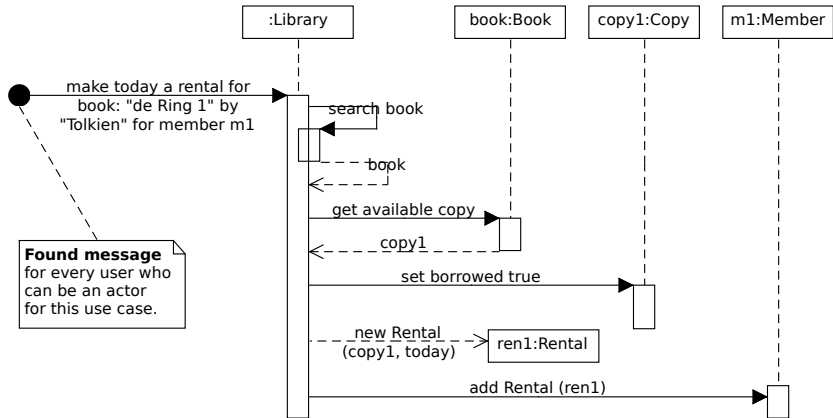 :Library
book:Book
copy1:Copy
m1:Member
make today a rental for
book: "de Ring 1" by
"Tolkien" for member m1
search book
book
get available copy
copy1
Found message
for every user who
can be an actor
for this use case.
set borrowed true
new Rental
(copy1, today)
ren1:Rental
add Rental (ren1)